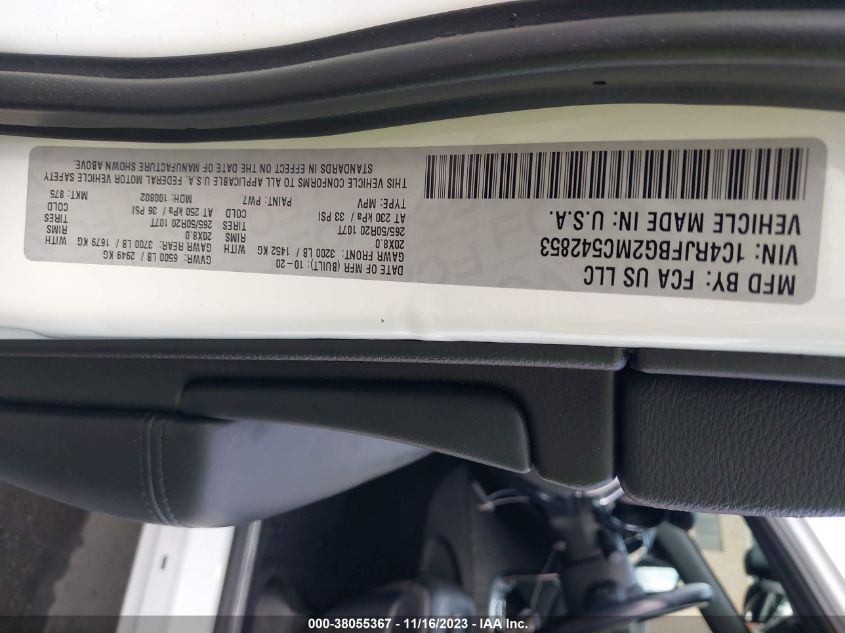 MFD BY: FCA US LLC
VIN: 1C4RJFBG2MC542853
VEHICLE MADE IN: U.S.A.
DATE OF MFR (BUILT): 10-20
GVWR: 6500 LB / 2949 KG
GAWR FRONT: 3200 LB / 1452 KG WITH
GAWR REAR: 3700 LB / 1679 KG WITH
20X8.0 RIMS
20X8.0 RIMS
265/50R20 107T TIRES
265/50R20 107T TIRES
AT 230 kPa / 33 PSI COLD
AT 250 kPa / 36 PSI COLD
TYPE: MPV PAINT: PW7 MDH: 100802 MKT: 875
THIS VEHICLE CONFORMS TO ALL APPLICABLE U.S.A. FEDERAL MOTOR VEHICLE SAFETY
STANDARDS IN EFFECT ON THE DATE OF MANUFACTURE SHOWN ABOVE.
000-38055367 - 11/16/2023 - IAA Inc.